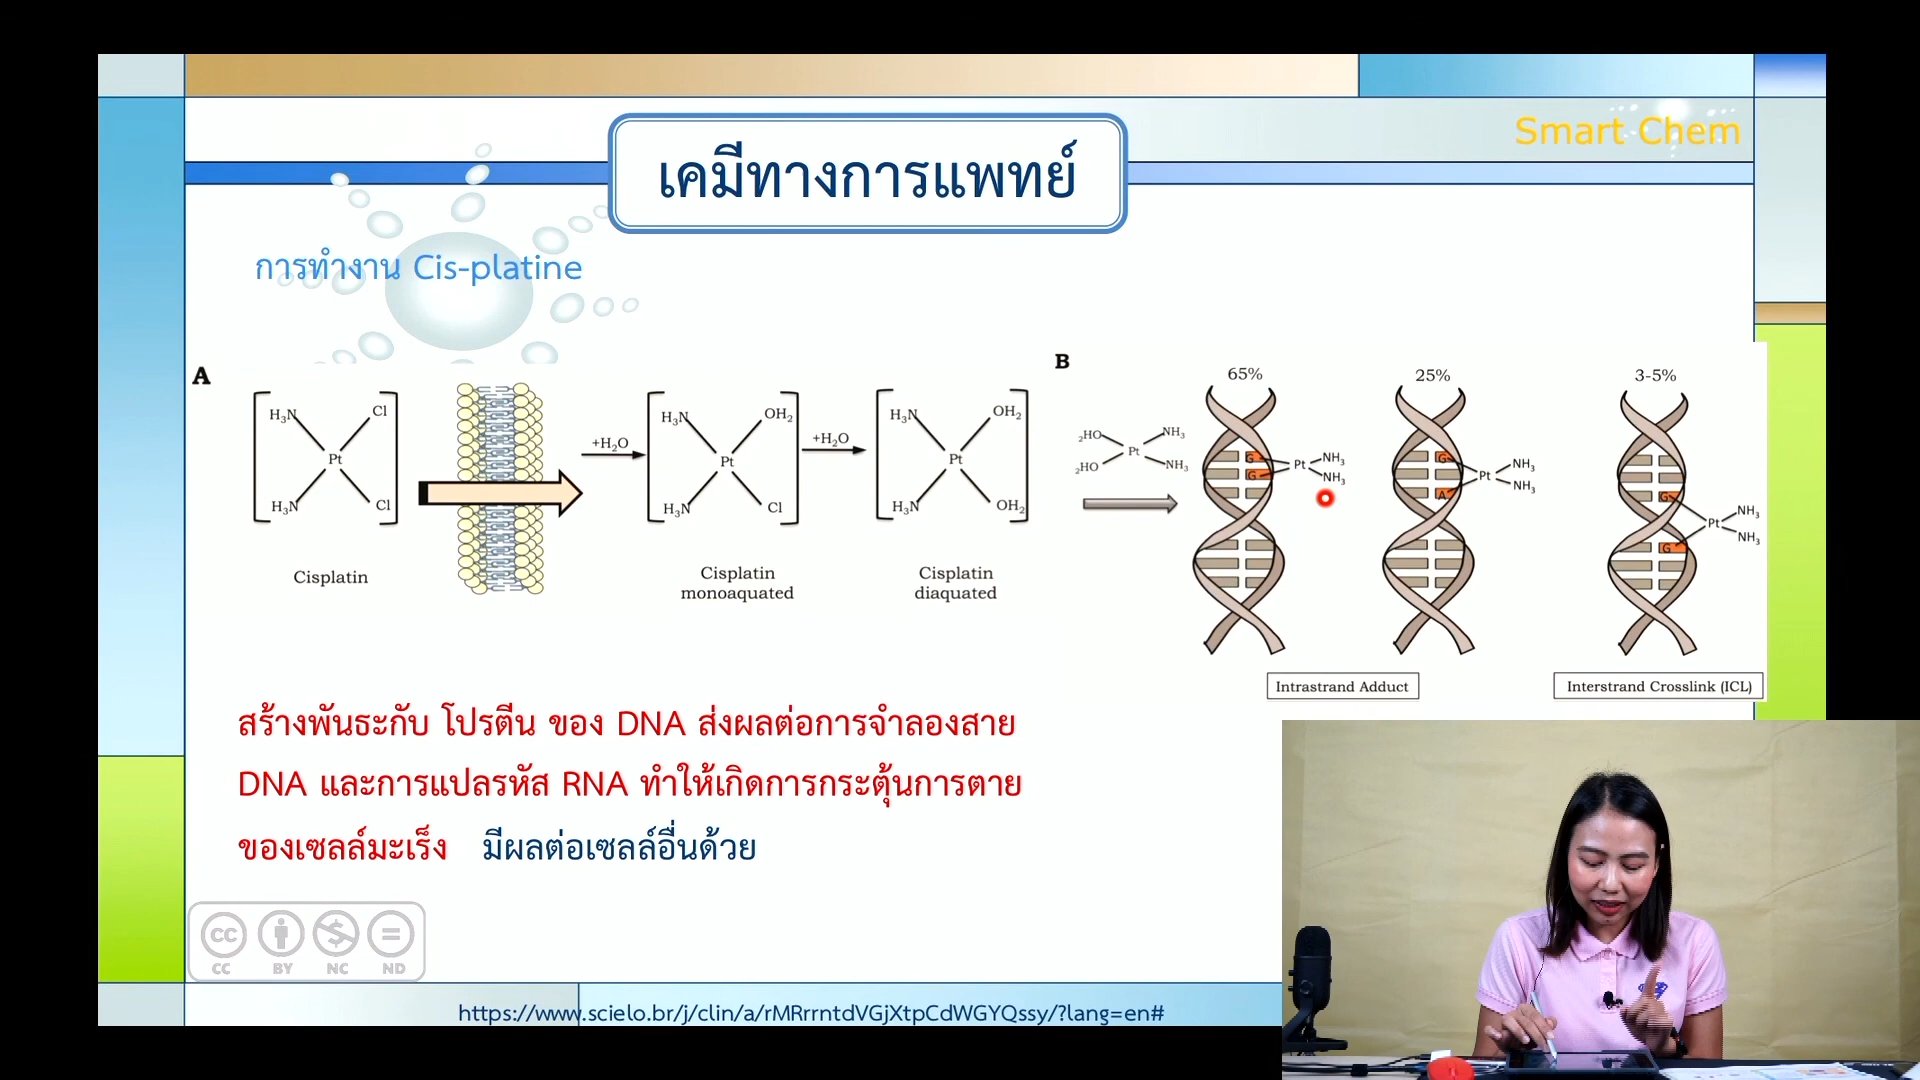 Smart Chem
เคมีทางการแพทย์
การทำงาน Cis-platine
A
H₃N
Cl
Pt
H₃N
Cl
Cisplatin
+H₂O
H₃N
OH₂
Pt
H₃N
Cl
Cisplatin
monoaquated
+H₂O
H₃N
OH₂
Pt
H₃N
OH₂
Cisplatin
diaquated
B
₂HO
NH₃
Pt
₂HO
NH₃
65%
G
G
Pt
NH₃
NH₃
25%
G
A
Pt
NH₃
NH₃
3-5%
G
G
Pt
NH₃
NH₃
Intrastrand Adduct
Interstrand Crosslink (ICL)
สร้างพันธะกับ โปรตีน ของ DNA ส่งผลต่อการจำลองสาย
DNA และการแปลรหัส RNA ทำให้เกิดการกระตุ้นการตาย
ของเซลล์มะเร็ง มีผลต่อเซลล์อื่นด้วย
cc
CC BY NC ND
https://www.scielo.br/j/clin/a/rMRrrntdVGjXtpCdWGYQssy/?lang=en#